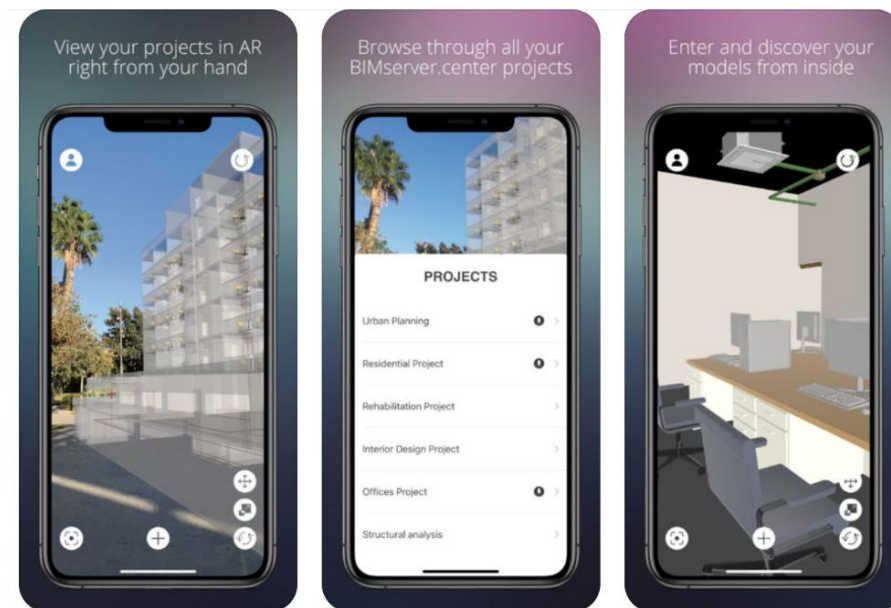 View your projects in AR
right from your hand
Browse through all your
BIMserver.center projects
PROJECTS
Urban Planning
Residential Project
Rehabilitation Project
Interior Design Project
Offices Project
Structural analysis
Enter and discover your
models from inside